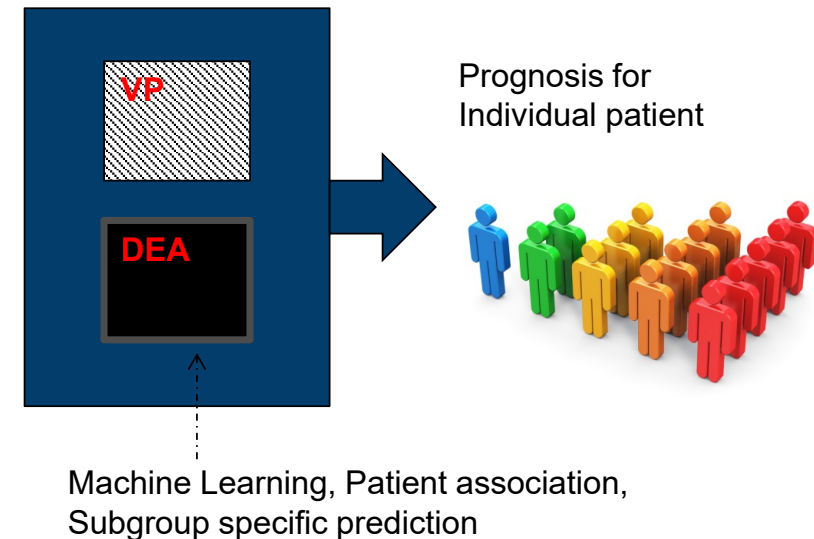 VP
DEA
Prognosis for
Individual patient
Machine Learning, Patient association,
Subgroup specific prediction